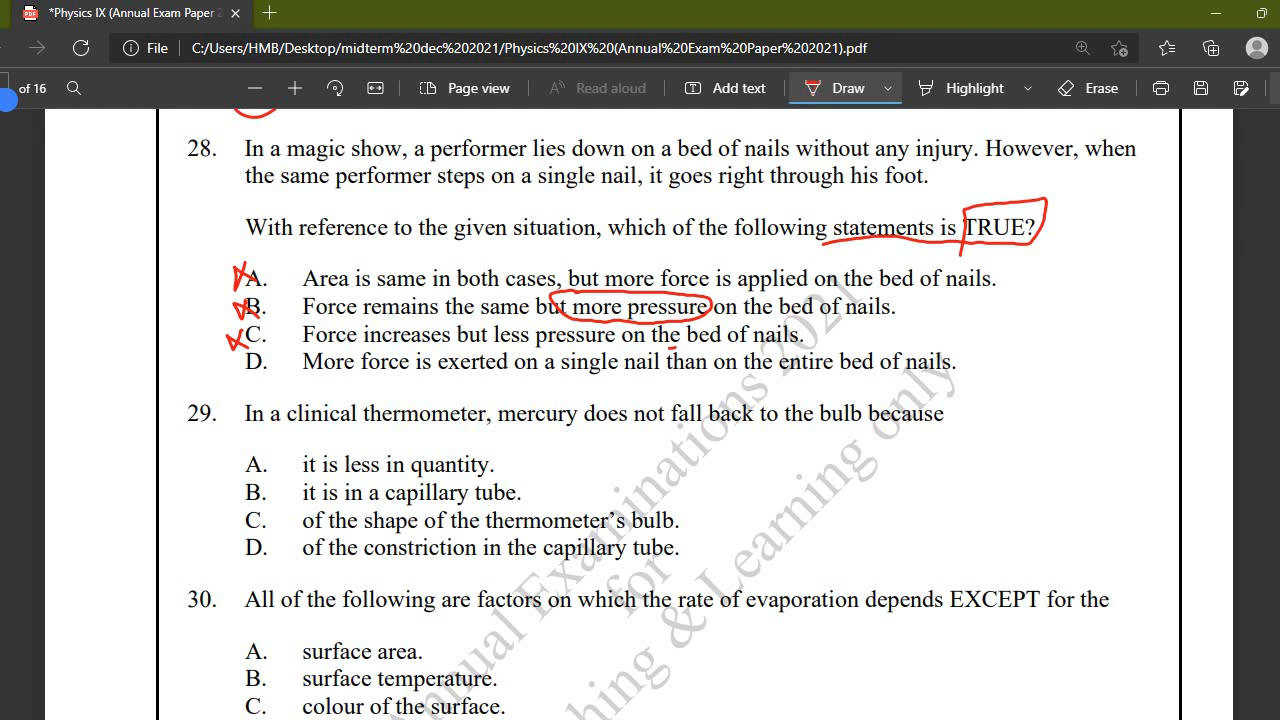 *Physics IX (Annual Exam Paper 2
File C:/Users/HMB/Desktop/midterm%20dec%202021/Physics%20IX%20(Annual%20Exam%20Paper%202021).pdf
of 16 Page view Read aloud Add text Draw Highlight Erase
28. In a magic show, a performer lies down on a bed of nails without any injury. However, when
the same performer steps on a single nail, it goes right through his foot.
With reference to the given situation, which of the following statements is TRUE?
A. Area is same in both cases, but more force is applied on the bed of nails.
B. Force remains the same but more pressure on the bed of nails.
C. Force increases but less pressure on the bed of nails.
D. More force is exerted on a single nail than on the entire bed of nails.
29. In a clinical thermometer, mercury does not fall back to the bulb because
A. it is less in quantity.
B. it is in a capillary tube.
C. of the shape of the thermometer's bulb.
D. of the constriction in the capillary tube.
30. All of the following are factors on which the rate of evaporation depends EXCEPT for the
A. surface area.
B. surface temperature.
C. colour of the surface.
Annual Examinations 2021
for
hing & Learning only